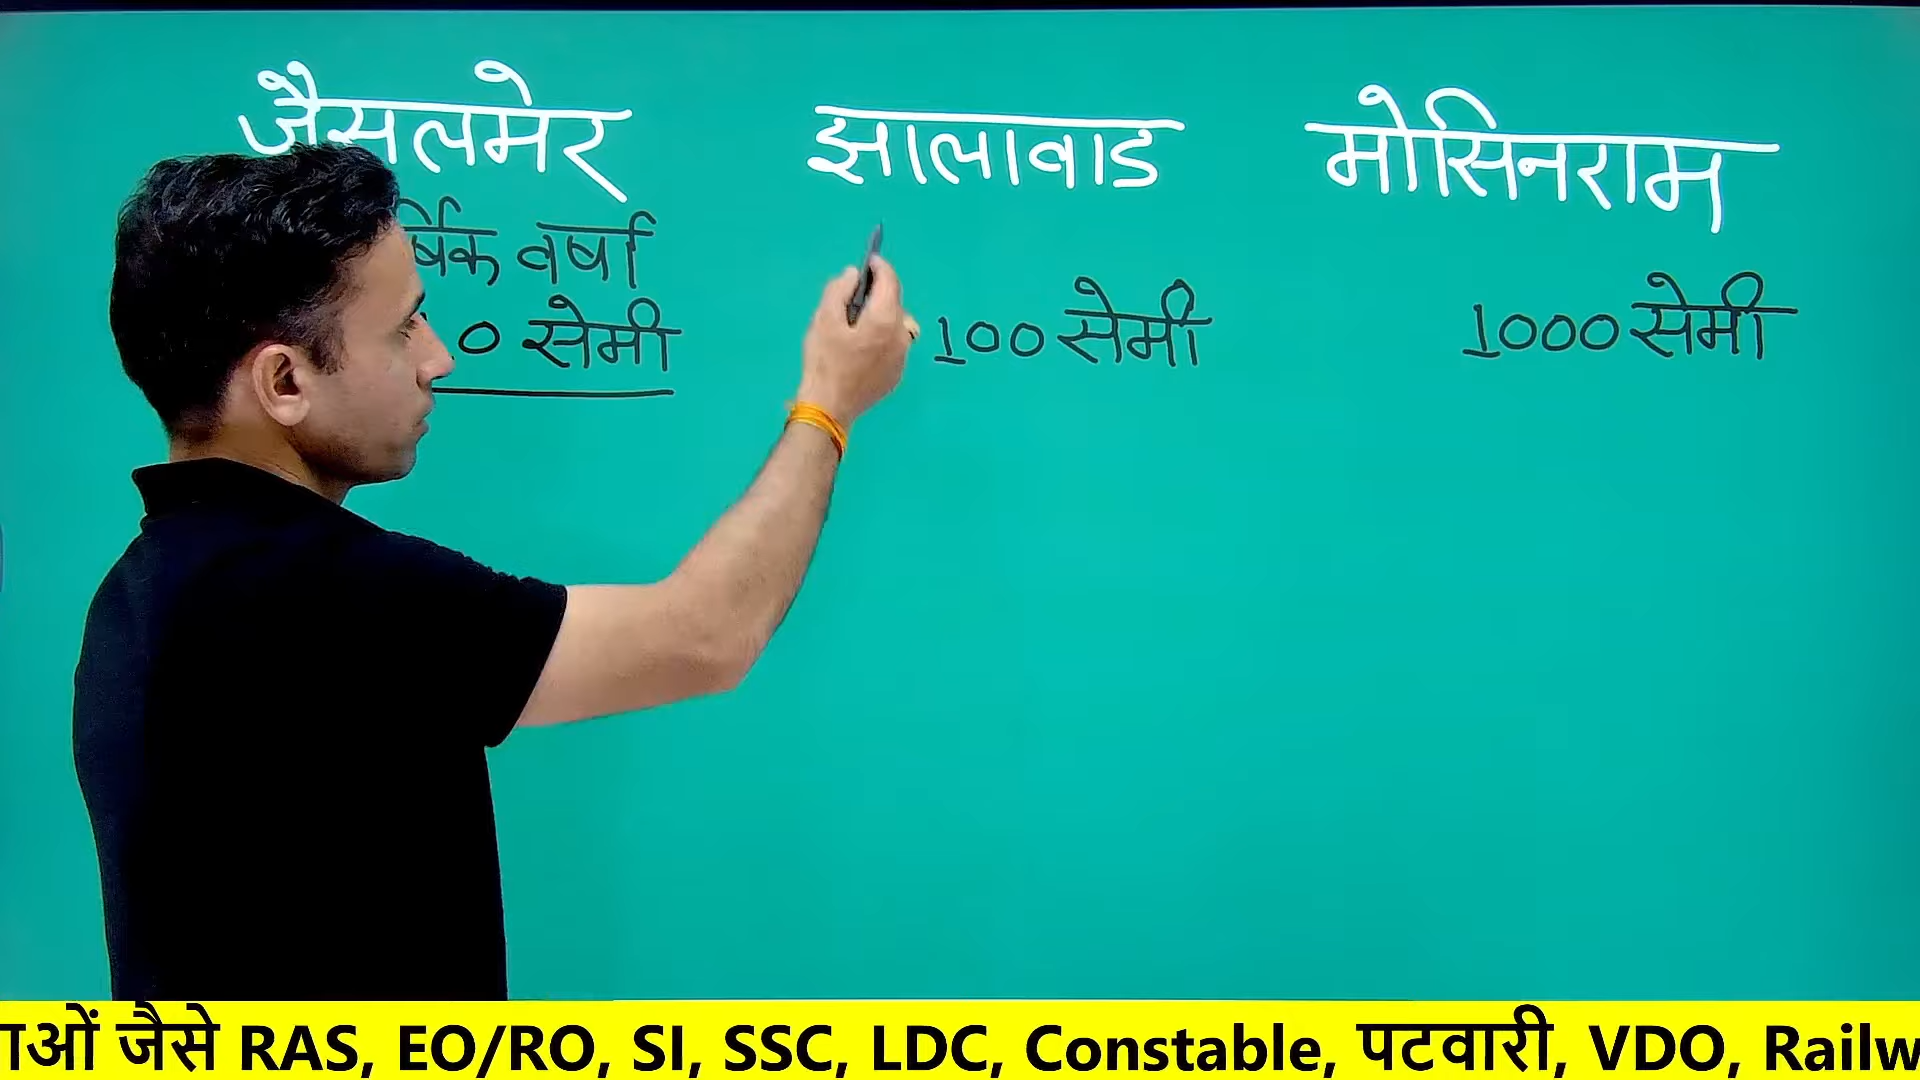 जैसलमेर झालावाड मोसिनराम
र्षिक वर्षा
0 सेमी 100 सेमी 1000 सेमी
ाओं जैसे RAS, EO/RO, SI, SSC, LDC, Constable, पटवारी, VDO, Railw